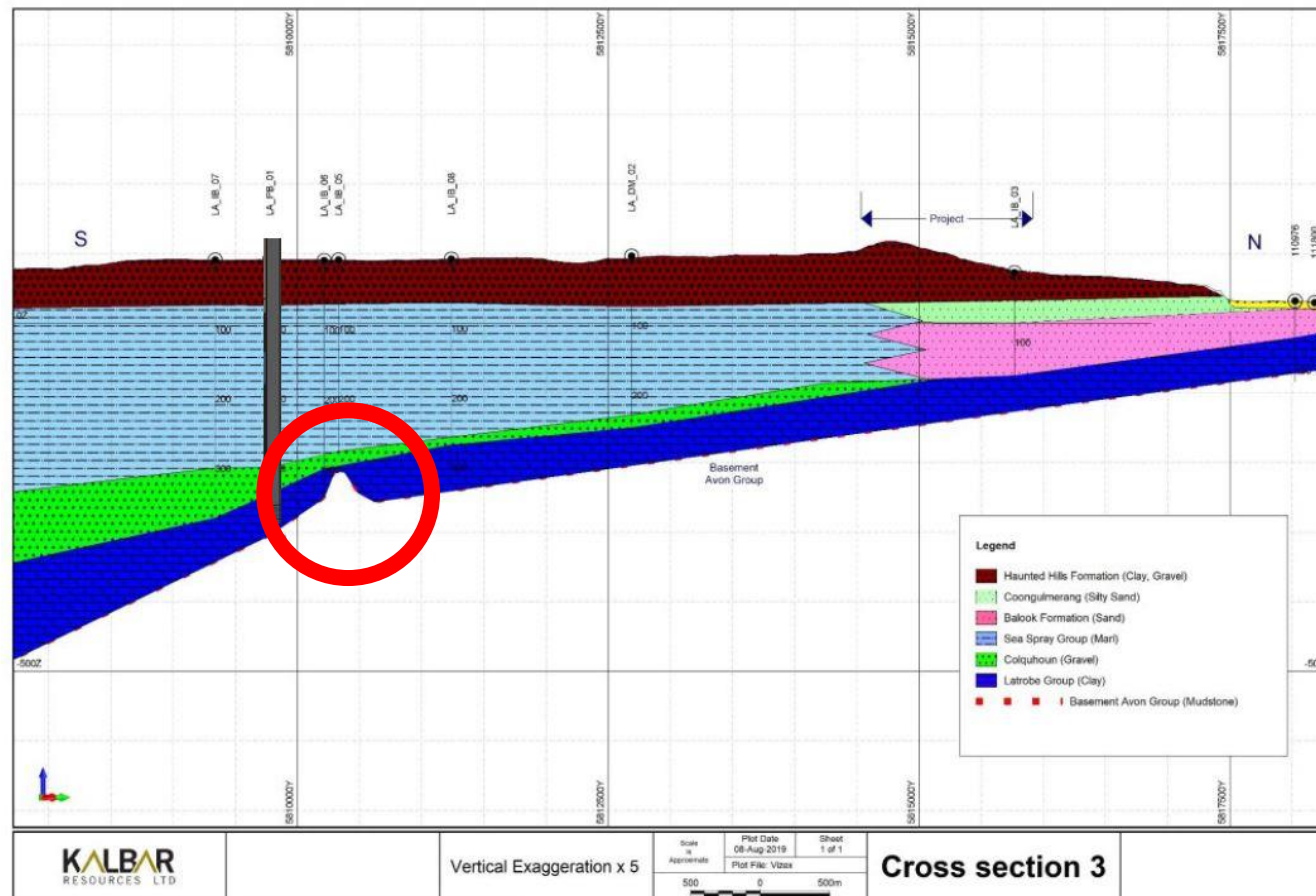 5810000Y
5812500Y
5815000Y
5817500Y
LA_IB_07
LA_PB_01
LA_IB_06
LA_IB_05
LA_IB_08
LA_DM_02
LA_IB_03
110976
Project
S
N
100
100
100
100
100
200
200
200
300
Basement
Avon Group
-500Z
Legend
Haunted Hills Formation (Clay, Gravel)
Coongulmerang (Silty Sand)
Balook Formation (Sand)
Sea Spray Group (Marl)
Colquhoun (Gravel)
Latrobe Group (Clay)
Basement Avon Group (Mudstone)
5810000Y
5812500Y
5815000Y
5817500Y
KALBAR
RESOURCES LTD
Vertical Exaggeration x 5
Scale
is
Approximate
Plot Date
08-Aug-2019
Sheet
1 of 1
Plot File: Vizex
500 0 500m
Cross section 3